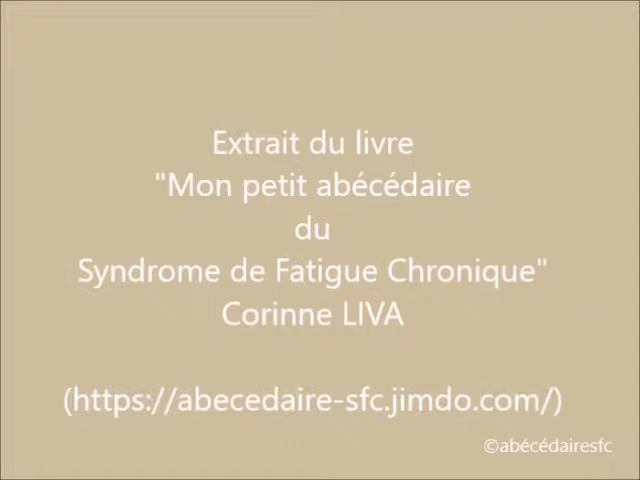 Extrait du livre
"Mon petit abécédaire
du
Syndrome de Fatigue Chronique"
Corinne LIVA
(https://abecedaire-sfc.jimdo.com/)
©abécédairesfc